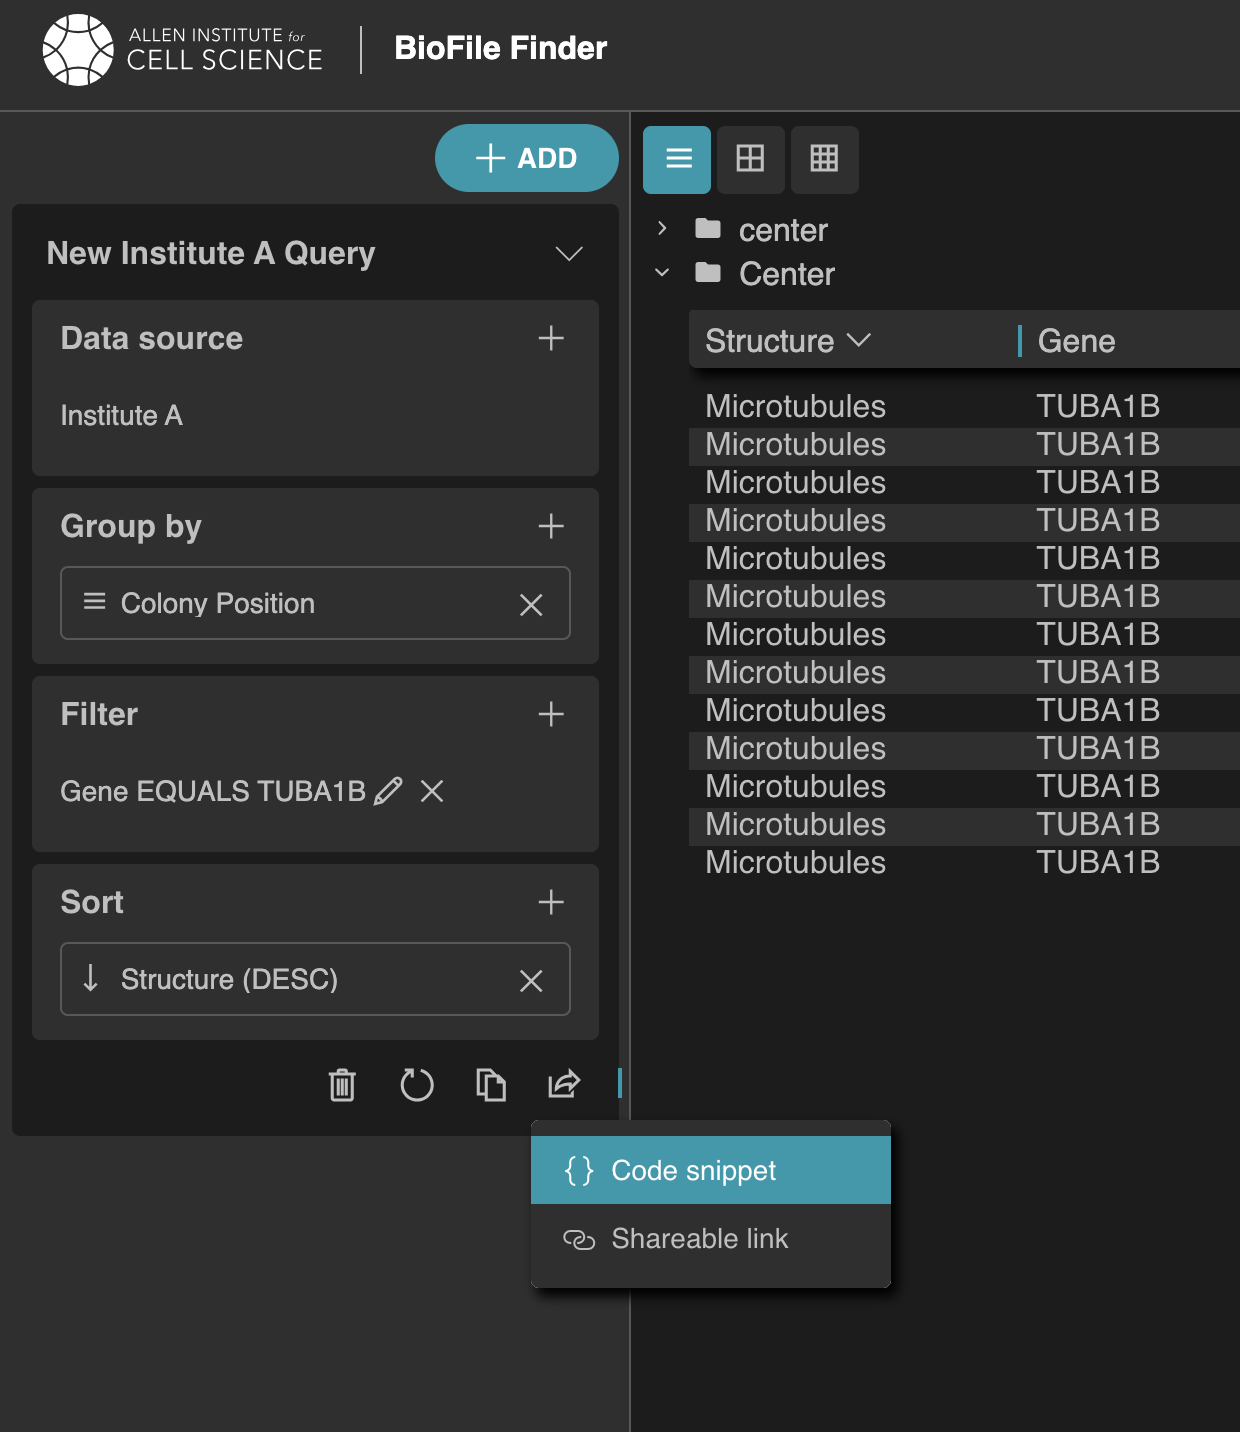 ALLEN INSTITUTE for
CELL SCIENCE
BioFile Finder
ADD
New Institute A Query
Data source
Institute A
Group by
Colony Position
Filter
Gene EQUALS TUBA1B
Sort
Structure (DESC)
Code snippet
Shareable link
center
Center
Structure Gene
Microtubules TUBA1B
Microtubules TUBA1B
Microtubules TUBA1B
Microtubules TUBA1B
Microtubules TUBA1B
Microtubules TUBA1B
Microtubules TUBA1B
Microtubules TUBA1B
Microtubules TUBA1B
Microtubules TUBA1B
Microtubules TUBA1B
Microtubules TUBA1B
Microtubules TUBA1B